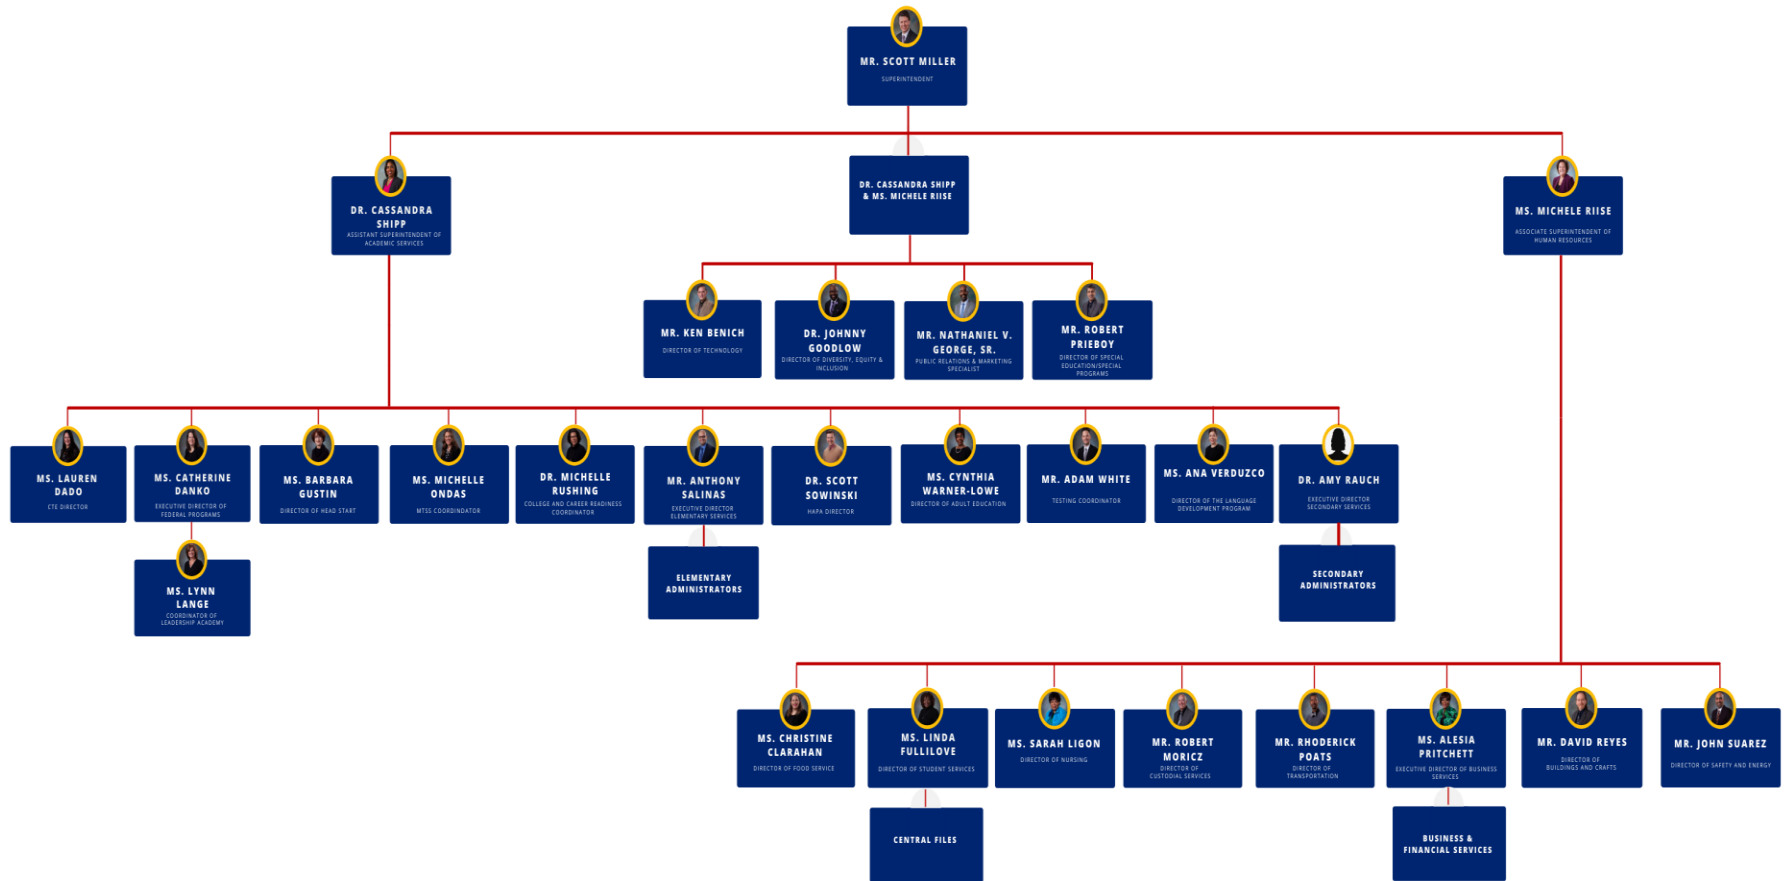 MR. SCOTT MILLER
SUPERINTENDENT
DR. CASSANDRA
SHIPP
ASSISTANT SUPERINTENDENT OF
ACADEMIC SERVICES
DR. CASSANDRA SHIPP
& MS. MICHELE RIISE
MS. MICHELE RIISE
ASSOCIATE SUPERINTENDENT OF
HUMAN RESOURCES
MR. KEN BENICH
DIRECTOR OF TECHNOLOGY
DR. JOHNNY
GOODLOW
DIRECTOR OF DIVERSITY, EQUITY &
INCLUSION
MR. NATHANIEL V.
GEORGE, SR.
PUBLIC RELATIONS & MARKETING
SPECIALIST
MR. ROBERT
PRIEBOY
DIRECTOR OF SPECIAL
EDUCATION/SPECIAL
PROGRAMS
MS. LAUREN
DADO
CTE DIRECTOR
MS. CATHERINE
DANKO
EXECUTIVE DIRECTOR OF
FEDERAL PROGRAMS
MS. BARBARA
GUSTIN
DIRECTOR OF HEAD START
MS. MICHELLE
ONDAS
MTSS COORDINDATOR
DR. MICHELLE
RUSHING
COLLEGE AND CAREER READINESS
COORDINATOR
MR. ANTHONY
SALINAS
EXECUTIVE DIRECTOR
ELEMENTARY SERVICES
DR. SCOTT
SOWINSKI
HAPA DIRECTOR
MS. CYNTHIA
WARNER-LOWE
DIRECTOR OF ADULT EDUCATION
MR. ADAM WHITE
TESTING COORDINATOR
MS. ANA VERDUZCO
DIRECTOR OF THE LANGUAGE
DEVELOPMENT PROGRAM
DR. AMY RAUCH
EXECUTIVE DIRECTOR
SECONDARY SERVICES
MS. LYNN
LANGE
COORDINATOR OF
LEADERSHIP ACADEMY
ELEMENTARY
ADMINISTRATORS
SECONDARY
ADMINISTRATORS
MS. CHRISTINE
CLARAHAN
DIRECTOR OF FOOD SERVICE
MS. LINDA
FULLILOVE
DIRECTOR OF STUDENT SERVICES
MS. SARAH LIGON
DIRECTOR OF NURSING
MR. ROBERT
MORICZ
DIRECTOR OF
CUSTODIAL SERVICES
MR. RHODERICK
POATS
DIRECTOR OF
TRANSPORTATION
MS. ALESIA
PRITCHETT
EXECUTIVE DIRECTOR OF BUSINESS
SERVICES
MR. DAVID REYES
DIRECTOR OF
BUILDINGS AND CRAFTS
MR. JOHN SUAREZ
DIRECTOR OF SAFETY AND ENERGY
CENTRAL FILES
BUSINESS &
FINANCIAL SERVICES